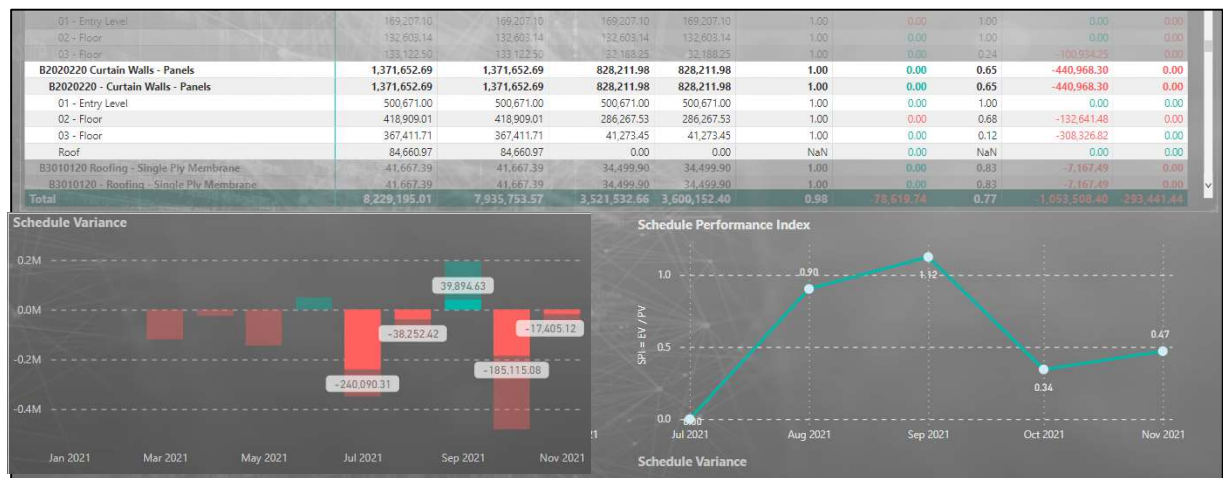 01 - Entry Level 169,207.10 169,207.10 169,207.10 169,207.10 1.00 0.00 1.00 0.00 0.00
02 - Floor 132,603.14 132,603.14 132,603.14 132,603.14 1.00 0.00 1.00 0.00 0.00
03 - Floor 133,122.50 133,122.50 32,188.25 32,188.25 1.00 0.00 0.24 -100,934.25 0.00
B2020220 Curtain Walls - Panels 1,371,652.69 1,371,652.69 828,211.98 828,211.98 1.00 0.00 0.65 -440,968.30 0.00
B2020220 - Curtain Walls - Panels 1,371,652.69 1,371,652.69 828,211.98 828,211.98 1.00 0.00 0.65 -440,968.30 0.00
01 - Entry Level 500,671.00 500,671.00 500,671.00 500,671.00 1.00 0.00 1.00 0.00 0.00
02 - Floor 418,909.01 418,909.01 286,267.53 286,267.53 1.00 0.00 0.68 -132,641.48 0.00
03 - Floor 367,411.71 367,411.71 41,273.45 41,273.45 1.00 0.00 0.12 -308,326.82 0.00
Roof 84,660.97 84,660.97 0.00 0.00 NaN 0.00 NaN 0.00 0.00
B3010120 Roofing - Single Ply Membrane 41,667.39 41,667.39 34,499.90 34,499.90 1.00 0.00 0.83 -7,167.49 0.00
B3010120 - Roofing - Single Ply Membrane 41,667.39 41,667.39 34,499.90 34,499.90 1.00 0.00 0.83 -7,167.49 0.00
Total 8,229,195.01 7,935,753.57 3,521,532.66 3,600,152.40 0.98 -78,619.74 0.77 -1,053,508.40 -293,441.44
Schedule Variance
0.2M
0.0M
-0.2M
-0.4M
39,894.63
-38,252.42
-17,405.12
-185,115.08
-240,090.31
Jan 2021 Mar 2021 May 2021 Jul 2021 Sep 2021 Nov 2021
Schedule Performance Index
SPI = EV / PV
1.0
0.5
0.0
0.00
0.90
1.12
0.34
0.47
Jul 2021 Aug 2021 Sep 2021 Oct 2021 Nov 2021
Schedule Variance